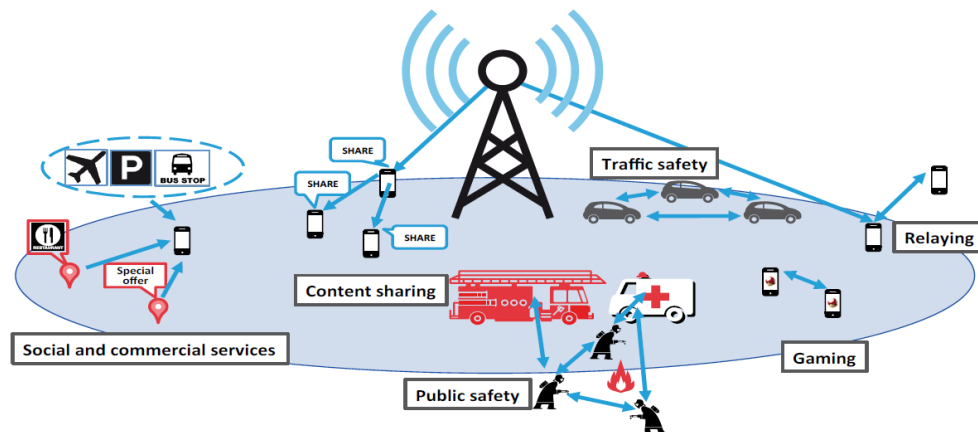 SHARE
Traffic safety
P
BUS STOP
SHARE
SHARE
Relaying
RESTAURANT
Special
offer
Content sharing
Social and commercial services
Gaming
Public safety